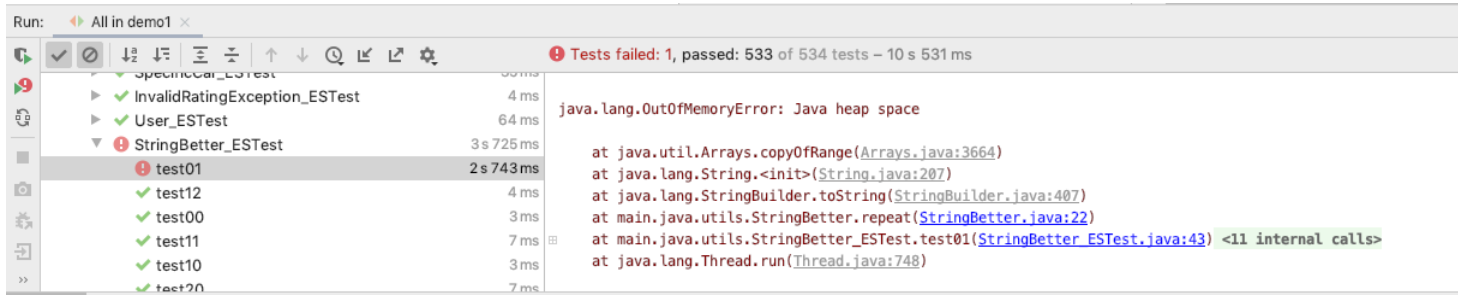 Run: All in demo1
Tests failed: 1, passed: 533 of 534 tests – 10 s 531 ms
SpecificCar_ESTest
InvalidRatingException_ESTest 4 ms
User_ESTest 64 ms
StringBetter_ESTest 3 s 725 ms
test01 2 s 743 ms
test12 4 ms
test00 3 ms
test11 7 ms
test10 3 ms
test20 7 ms
java.lang.OutOfMemoryError: Java heap space
at java.util.Arrays.copyOfRange(Arrays.java:3664)
at java.lang.String.<init>(String.java:207)
at java.lang.StringBuilder.toString(StringBuilder.java:407)
at main.java.utils.StringBetter.repeat(StringBetter.java:22)
at main.java.utils.StringBetter_ESTest.test01(StringBetter_ESTest.java:43) <11 internal calls>
at java.lang.Thread.run(Thread.java:748)